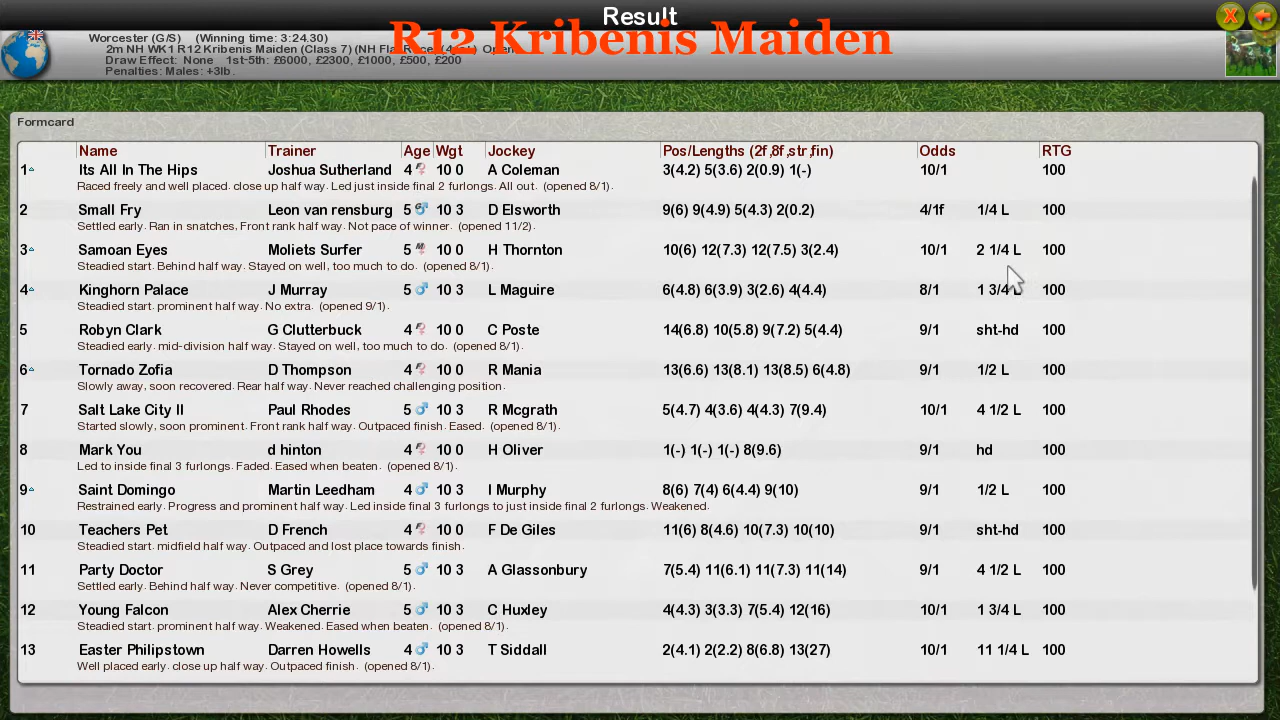 Result
R12 Kribenis Maiden
Worcester (G/S) (Winning time: 3:24.30)
2m NH WK1 R12 Kribenis Maiden (Class 7) (NH Flat Race) Open
Draw Effect: None 1st-5th: £6000, £2300, £1000, £500, £200
Penalties: Males: +3lb.
Formcard
Name Trainer Age Wgt Jockey Pos/Lengths (2f,8f,str,fin) Odds RTG
1 Its All In The Hips Joshua Sutherland 4 10 0 A Coleman 3(4.2) 5(3.6) 2(0.9) 1(-) 10/1 100
Raced freely and well placed. close up half way. Led just inside final 2 furlongs. All out. (opened 8/1).
2 Small Fry Leon van rensburg 5 10 3 D Elsworth 9(6) 9(4.9) 5(4.3) 2(0.2) 4/1f 1/4 L 100
Settled early. Ran in snatches, Front rank half way. Not pace of winner. (opened 11/2).
3 Samoan Eyes Moliets Surfer 5 10 0 H Thornton 10(6) 12(7.3) 12(7.5) 3(2.4) 10/1 2 1/4 L 100
Steadied start. Behind half way. Stayed on well, too much to do. (opened 8/1).
4 Kinghorn Palace J Murray 5 10 3 L Maguire 6(4.8) 6(3.9) 3(2.6) 4(4.4) 8/1 1 3/4 L 100
Steadied start. prominent half way. No extra. (opened 9/1).
5 Robyn Clark G Clutterbuck 4 10 0 C Poste 14(6.8) 10(5.8) 9(7.2) 5(4.4) 9/1 sht-hd 100
Steadied early. mid-division half way. Stayed on well, too much to do. (opened 8/1).
6 Tornado Zofia D Thompson 4 10 0 R Mania 13(6.6) 13(8.1) 13(8.5) 6(4.8) 9/1 1/2 L 100
Slowly away, soon recovered. Rear half way. Never reached challenging position.
7 Salt Lake City II Paul Rhodes 5 10 3 R Mcgrath 5(4.7) 4(3.6) 4(4.3) 7(9.4) 10/1 4 1/2 L 100
Started slowly, soon prominent. Front rank half way. Outpaced finish. Eased. (opened 8/1).
8 Mark You d hinton 4 10 0 H Oliver 1(-) 1(-) 1(-) 8(9.6) 9/1 hd 100
Led to inside final 3 furlongs. Faded. Eased when beaten. (opened 8/1).
9 Saint Domingo Martin Leedham 4 10 3 I Murphy 8(6) 7(4) 6(4.4) 9(10) 9/1 1/2 L 100
Restrained early. Progress and prominent half way. Led inside final 3 furlongs to just inside final 2 furlongs. Weakened.
10 Teachers Pet D French 4 10 0 F De Giles 11(6) 8(4.6) 10(7.3) 10(10) 9/1 sht-hd 100
Steadied start. midfield half way. Outpaced and lost place towards finish.
11 Party Doctor S Grey 5 10 3 A Glassonbury 7(5.4) 11(6.1) 11(7.3) 11(14) 9/1 4 1/2 L 100
Settled early. Behind half way. Never competitive. (opened 8/1).
12 Young Falcon Alex Cherrie 5 10 3 C Huxley 4(4.3) 3(3.3) 7(5.4) 12(16) 10/1 1 3/4 L 100
Steadied start. prominent half way. Weakened. Eased when beaten. (opened 8/1).
13 Easter Philipstown Darren Howells 4 10 3 T Siddall 2(4.1) 2(2.2) 8(6.8) 13(27) 10/1 11 1/4 L 100
Well placed early. close up half way. Outpaced finish. (opened 8/1).